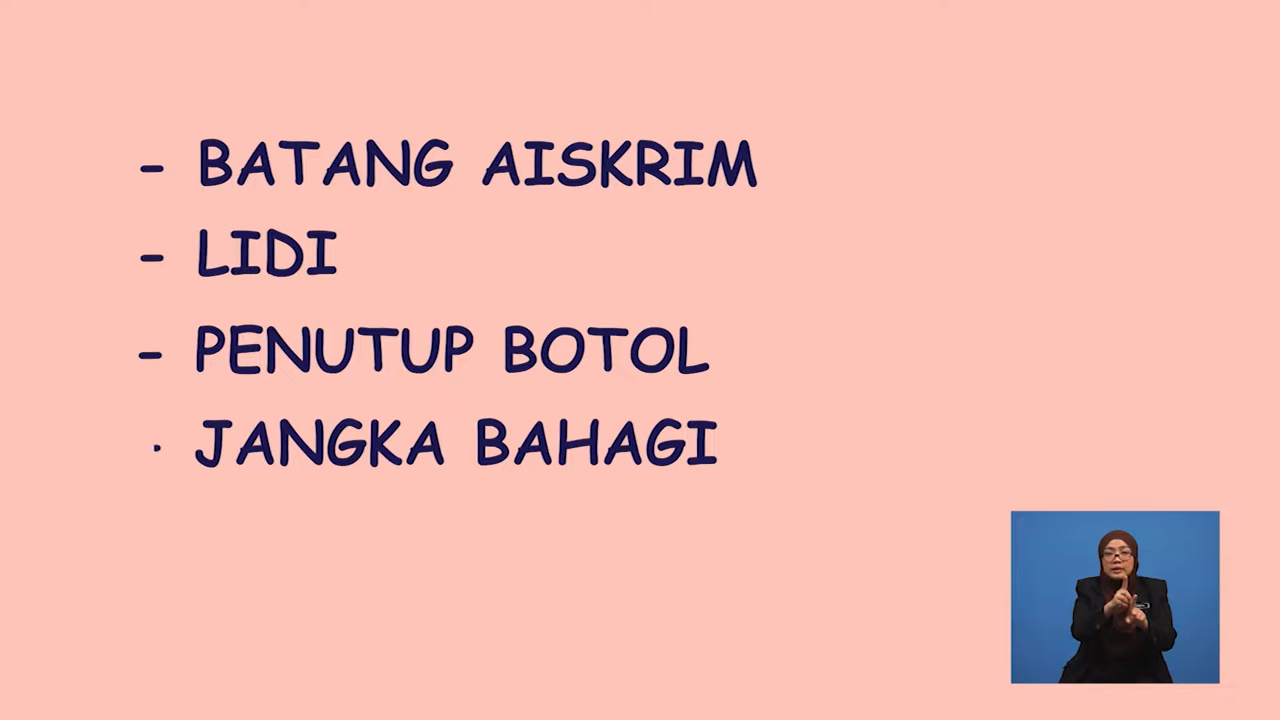 - BATANG AISKRIM
- LIDI
- PENUTUP BOTOL
· JANGKA BAHAGI